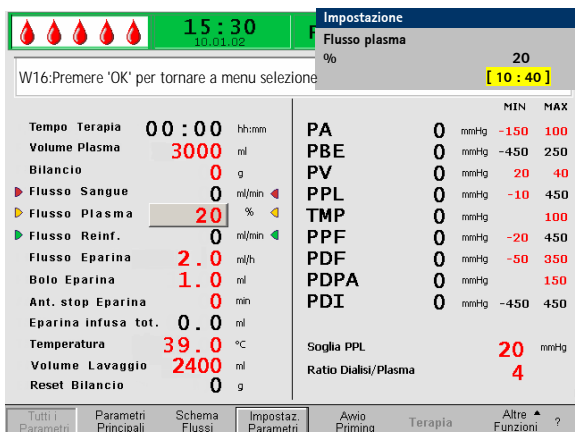 15:30
10.01.02
Impostazione
Flusso plasma
% 20
[ 10 : 40 ]
W16:Premere 'OK' per tornare a menu selezione
MIN MAX
Tempo Terapia 00:00 hh:mm
Volume Plasma 3000 ml
Bilancio 0 g
Flusso Sangue 0 ml/min
Flusso Plasma 20 %
Flusso Reinf. 0 ml/min
Flusso Eparina 2.0 ml/h
Bolo Eparina 1.0 ml
Ant. stop Eparina 0 min
Eparina infusa tot. 0.0 ml
Temperatura 39.0 °C
Volume Lavaggio 2400 ml
Reset Bilancio 0 g
PA 0 mmHg -150 100
PBE 0 mmHg -450 250
PV 0 mmHg 20 40
PPL 0 mmHg -10 450
TMP 0 mmHg 100
PPF 0 mmHg -20 450
PDF 0 mmHg -50 350
PDPA 0 mmHg 150
PDI 0 mmHg -450 450
Soglia PPL 20 mmHg
Ratio Dialisi/Plasma 4
Tutti i Parametri
Parametri Principali
Schema Flussi
Impostaz. Parametri
Avvio Priming
Terapia
Altre Funzioni
?